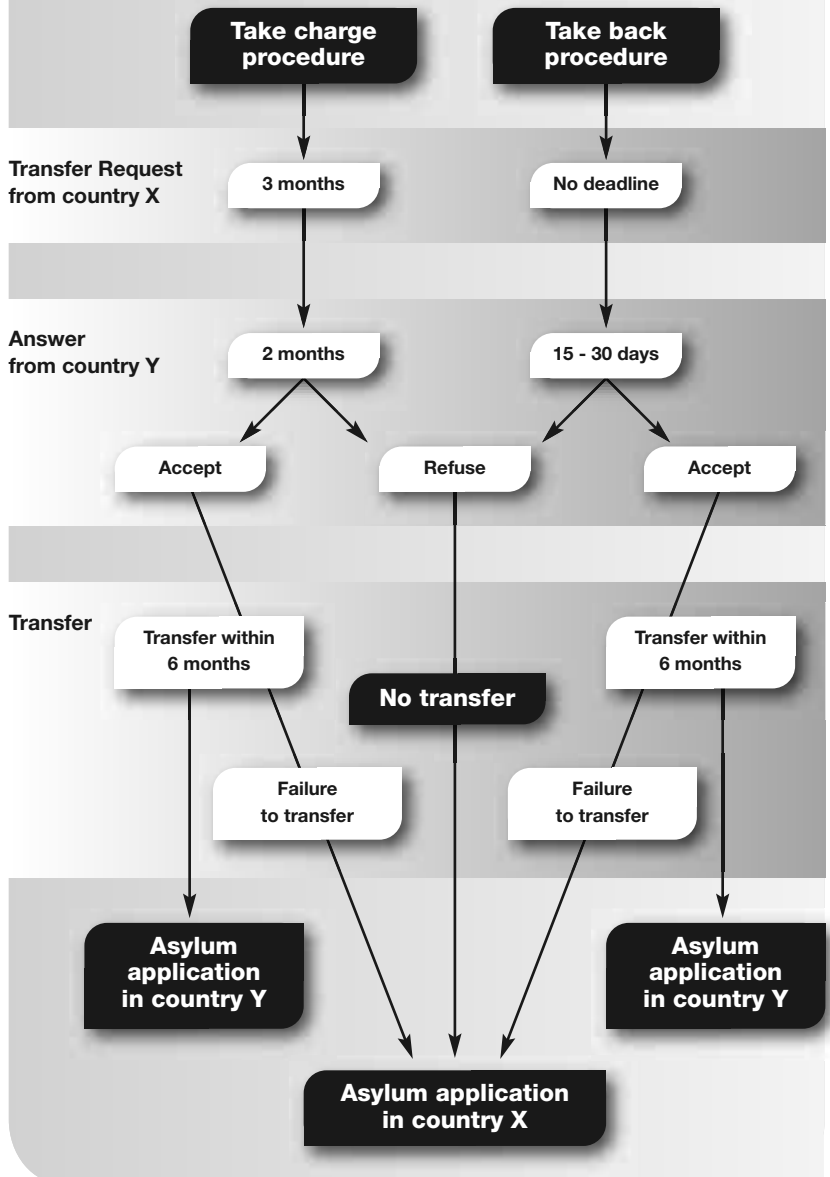 Take charge
procedure
Take back
procedure
Transfer Request
from country X
3 months
No deadline
Answer
from country Y
2 months
15 - 30 days
Accept
Refuse
Accept
Transfer
Transfer within
6 months
Transfer within
6 months
No transfer
Failure
to transfer
Failure
to transfer
Asylum
application
in country Y
Asylum
application
in country Y
Asylum application
in country X